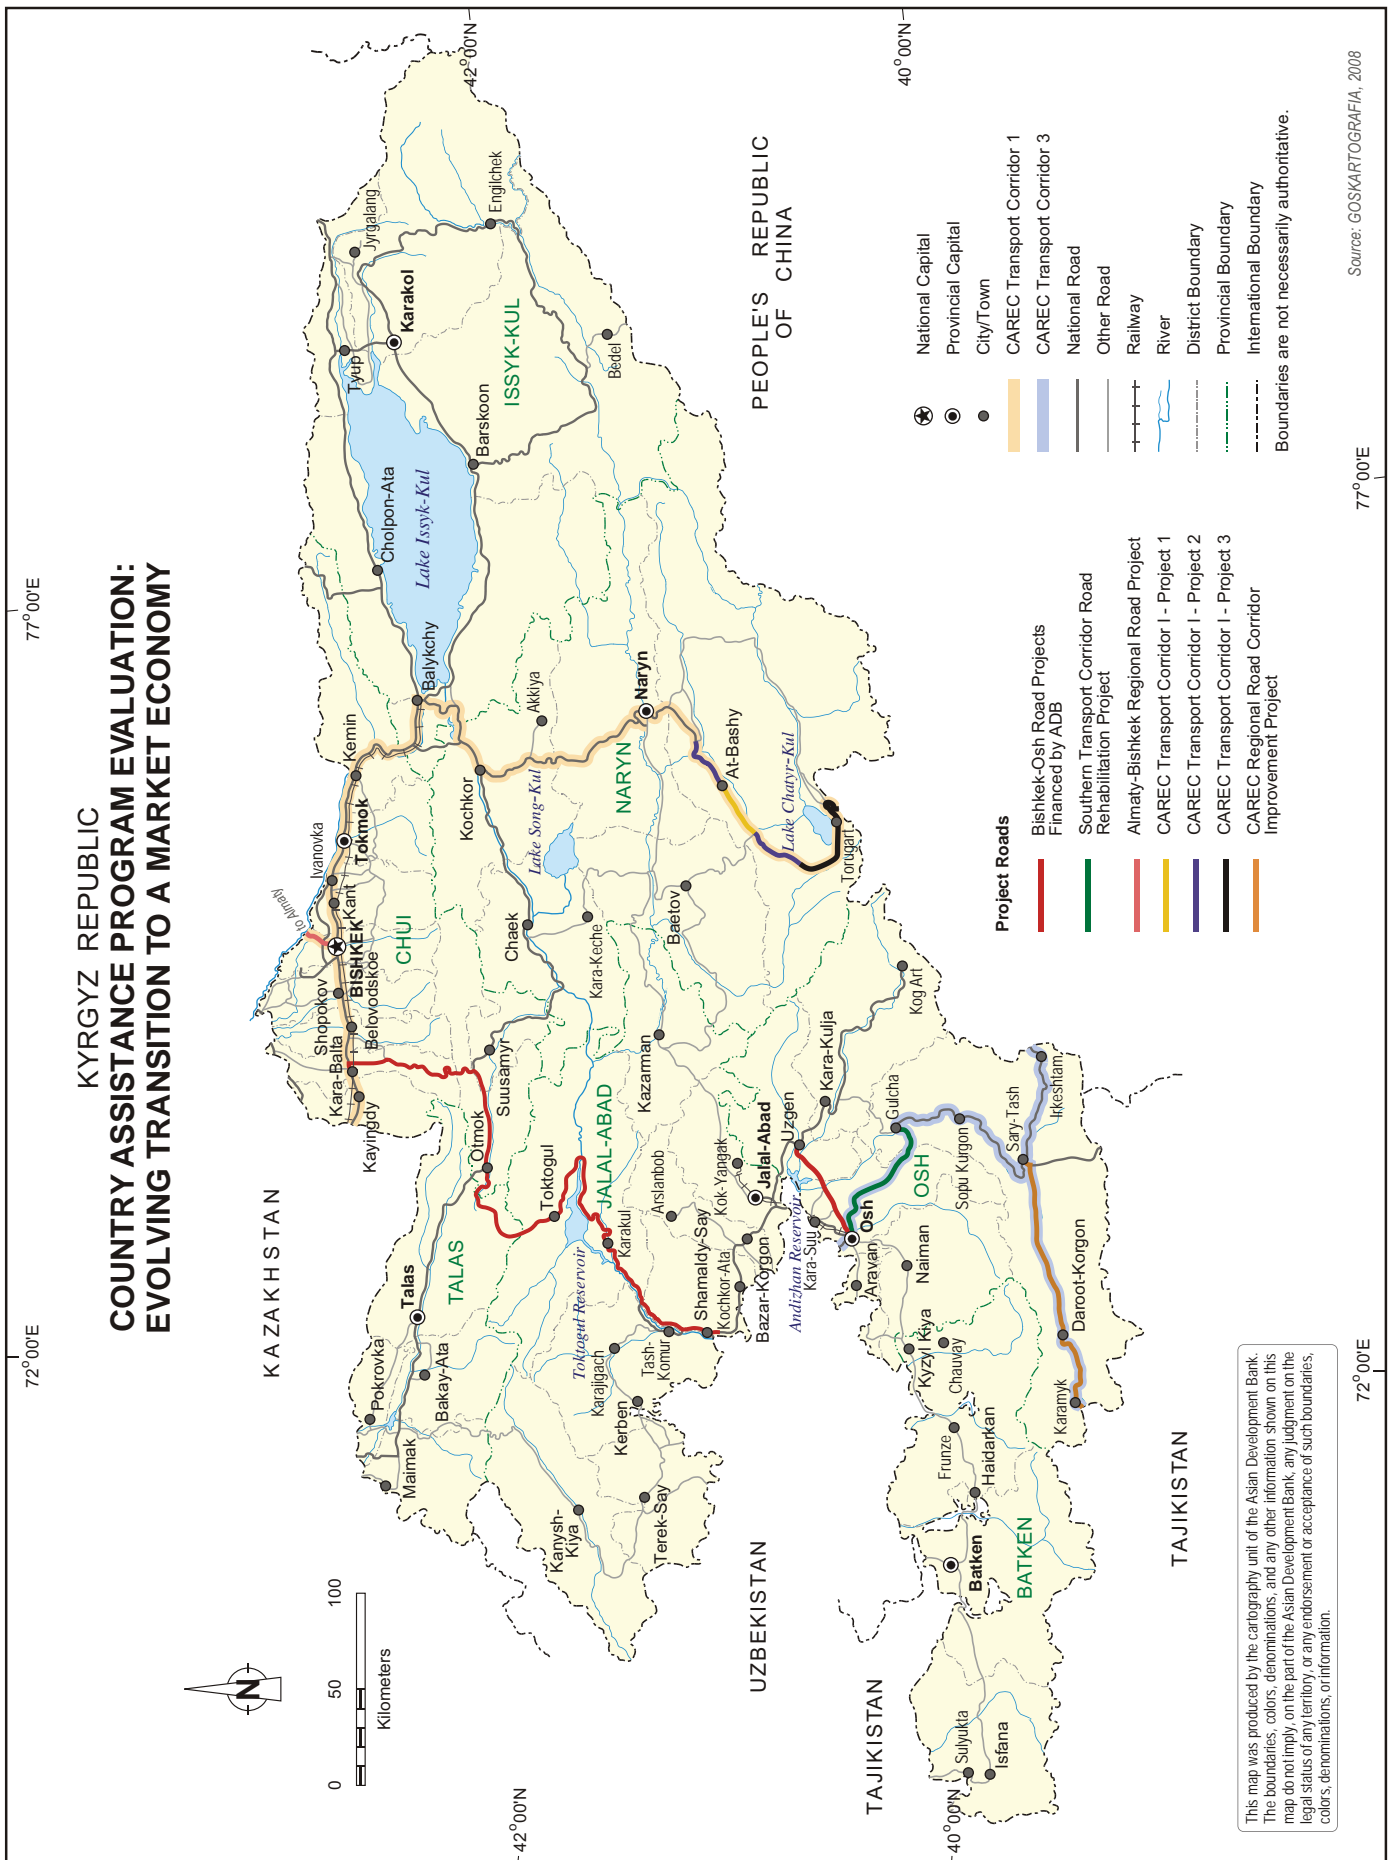 KYRGYZ REPUBLIC
COUNTRY ASSISTANCE PROGRAM EVALUATION:
EVOLVING TRANSITION TO A MARKET ECONOMY
72°00'E
77°00'E
42°00'N
40°00'N
42°00'N
40°00'N
72°00'E
77°00'E
N
0
50
100
Kilometers
KAZAKHSTAN
UZBEKISTAN
TAJIKISTAN
TAJIKISTAN
PEOPLE'S REPUBLIC
OF CHINA
to Almaty
TALAS
CHUI
ISSYK-KUL
NARYN
JALAL-ABAD
OSH
BATKEN
Lake Issyk-Kul
Lake Song-Kul
Lake Chatyr-Kul
Toktogul Reservoir
Andizhan Reservoir
Maimak
Pokrovka
Bakay-Ata
Talas
Kayingdy
Kara-Balta
Belovodskoe
Shopokov
BISHKEK
Kant
Ivanovka
Tokmok
Kemin
Balykchy
Cholpon-Ata
Tyup
Jyrgalang
Karakol
Engilchek
Barskoon
Bedel
Otmok
Suusamyr
Toktogul
Chaek
Kochkor
Akkiya
Naryn
Kara-Keche
Baetov
At-Bashy
Torugart
Kazarman
Kanysh-
Kiya
Terek-Say
Kerben
Karajigach
Tash-
Komur
Karakul
Arslanbob
Shamaldy-Say
Kochkor-Ata
Bazar-Korgon
Kok-Yangak
Jalal-Abad
Uzgen
Kara-Kulja
Kog Art
Kara-Suu
Osh
Aravan
Naiman
Gulcha
Sopu Kurgon
Sary-Tash
Irkeshtam
Daroot-Korgon
Karamyk
Kyzyl Kiya
Chauvay
Frunze
Haidarkan
Batken
Sulyukta
Isfana
Project Roads
Bishkek-Osh Road Projects
Financed by ADB
Southern Transport Corridor Road
Rehabilitation Project
Almaty-Bishkek Regional Road Project
CAREC Transport Corridor I - Project 1
CAREC Transport Corridor I - Project 2
CAREC Transport Corridor I - Project 3
CAREC Regional Road Corridor
Improvement Project
National Capital
Provincial Capital
City/Town
CAREC Transport Corridor 1
CAREC Transport Corridor 3
National Road
Other Road
Railway
River
District Boundary
Provincial Boundary
International Boundary
Boundaries are not necessarily authoritative.
This map was produced by the cartography unit of the Asian Development Bank.
The boundaries, colors, denominations, and any other information shown on this
map do not imply, on the part of the Asian Development Bank, any judgment on the
legal status of any territory, or any endorsement or acceptance of such boundaries,
colors, denominations, or information.
Source: GOSKARTOGRAFIA, 2008